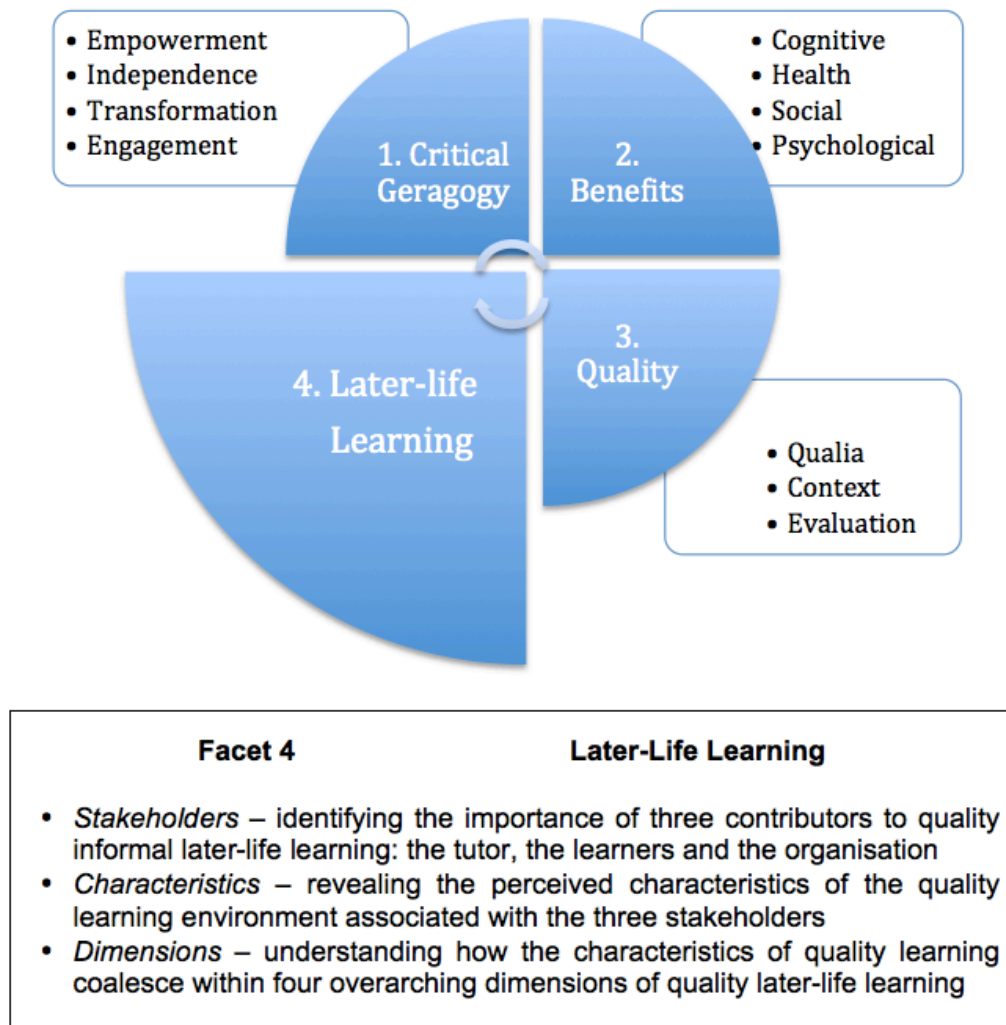 • Empowerment
• Independence
• Transformation
• Engagement
1. Critical
Geragogy
2.
Benefits
• Cognitive
• Health
• Social
• Psychological
3.
Quality
• Qualia
• Context
• Evaluation
4. Later-life
Learning
Facet 4 Later-Life Learning
• Stakeholders – identifying the importance of three contributors to quality
informal later-life learning: the tutor, the learners and the organisation
• Characteristics – revealing the perceived characteristics of the quality
learning environment associated with the three stakeholders
• Dimensions – understanding how the characteristics of quality learning
coalesce within four overarching dimensions of quality later-life learning